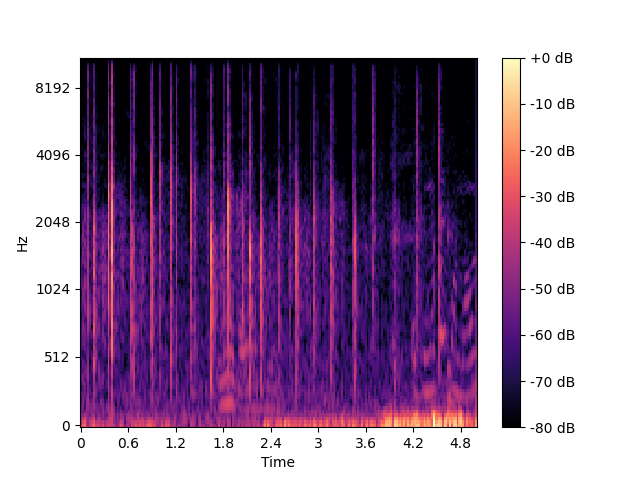 +0 dB
8192
-10 dB
4096
-20 dB
-30 dB
2048
-40 dB
Hz
1024
-50 dB
-60 dB
512
-70 dB
0
-80 dB
0 0.6 1.2 1.8 2.4 3 3.6 4.2 4.8
Time